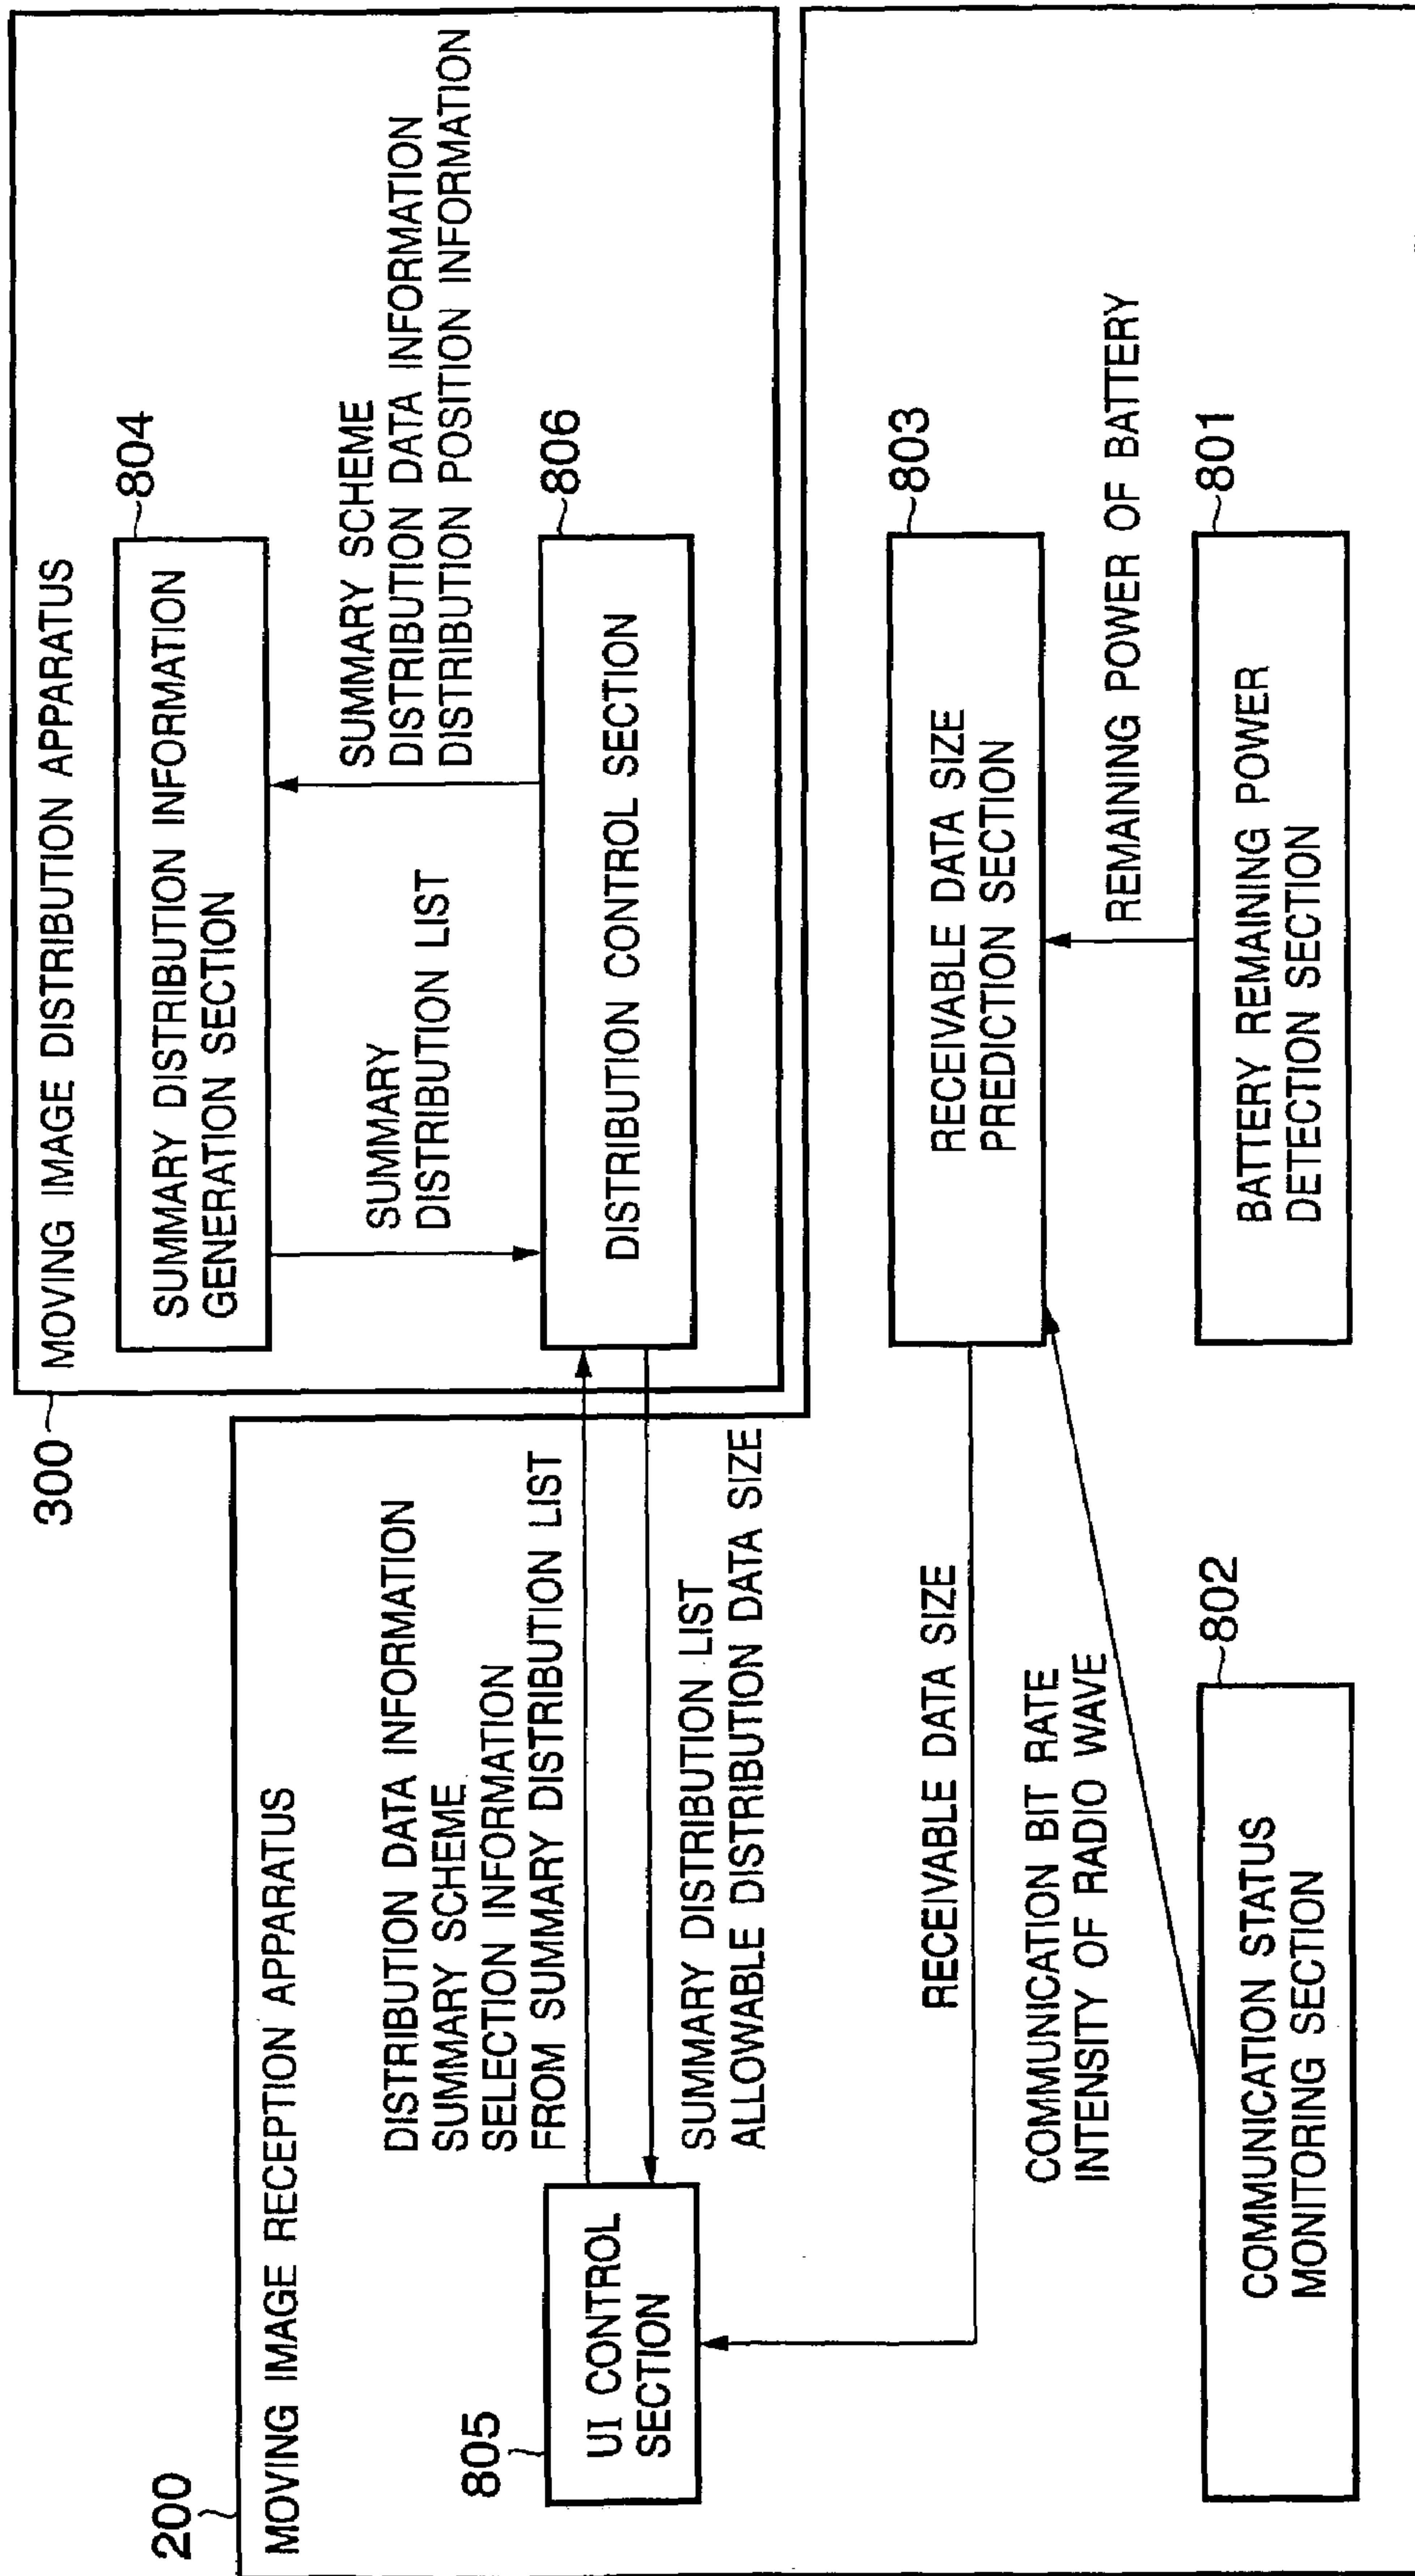 300
MOVING IMAGE DISTRIBUTION APPARATUS
804
SUMMARY DISTRIBUTION INFORMATION
GENERATION SECTION
SUMMARY
DISTRIBUTION LIST
SUMMARY SCHEME
DISTRIBUTION DATA INFORMATION
DISTRIBUTION POSITION INFORMATION
806
DISTRIBUTION CONTROL SECTION
200
MOVING IMAGE RECEPTION APPARATUS
DISTRIBUTION DATA INFORMATION
SUMMARY SCHEME
SELECTION INFORMATION
FROM SUMMARY DISTRIBUTION LIST
805
UI CONTROL
SECTION
SUMMARY DISTRIBUTION LIST
ALLOWABLE DISTRIBUTION DATA SIZE
RECEIVABLE DATA SIZE
803
RECEIVABLE DATA SIZE
PREDICTION SECTION
COMMUNICATION BIT RATE
INTENSITY OF RADIO WAVE
REMAINING POWER OF BATTERY
802
COMMUNICATION STATUS
MONITORING SECTION
801
BATTERY REMAINING POWER
DETECTION SECTION